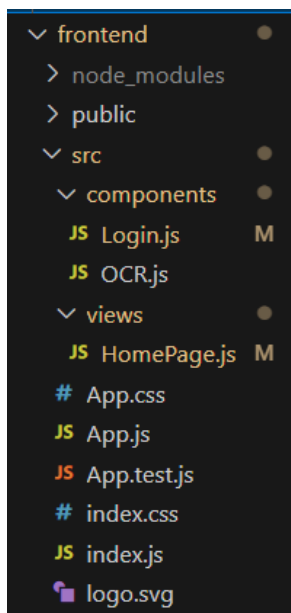 frontend
node_modules
public
src
components
JS Login.js M
JS OCR.js
views
JS HomePage.js M
# App.css
JS App.js
JS App.test.js
# index.css
JS index.js
logo.svg